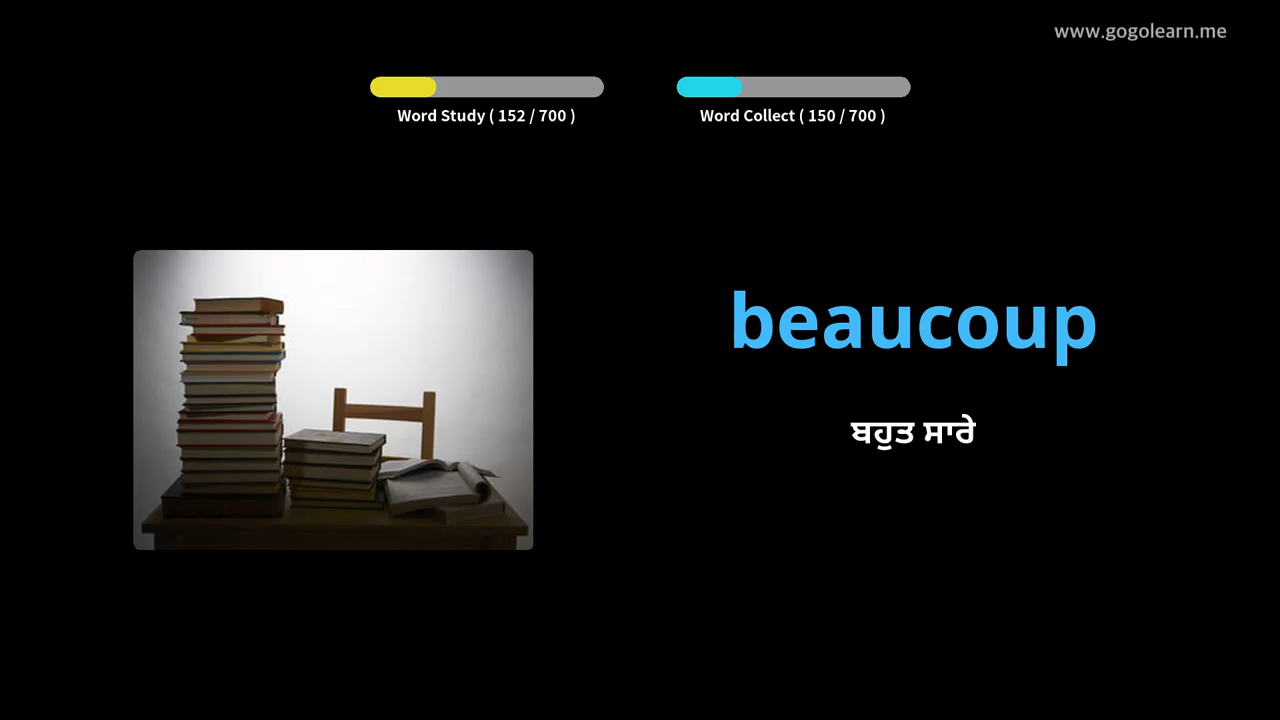 www.gogolearn.me
Word Study ( 152 / 700 )
Word Collect ( 150 / 700 )
beaucoup
ਬਹੁਤ ਸਾਰੇ